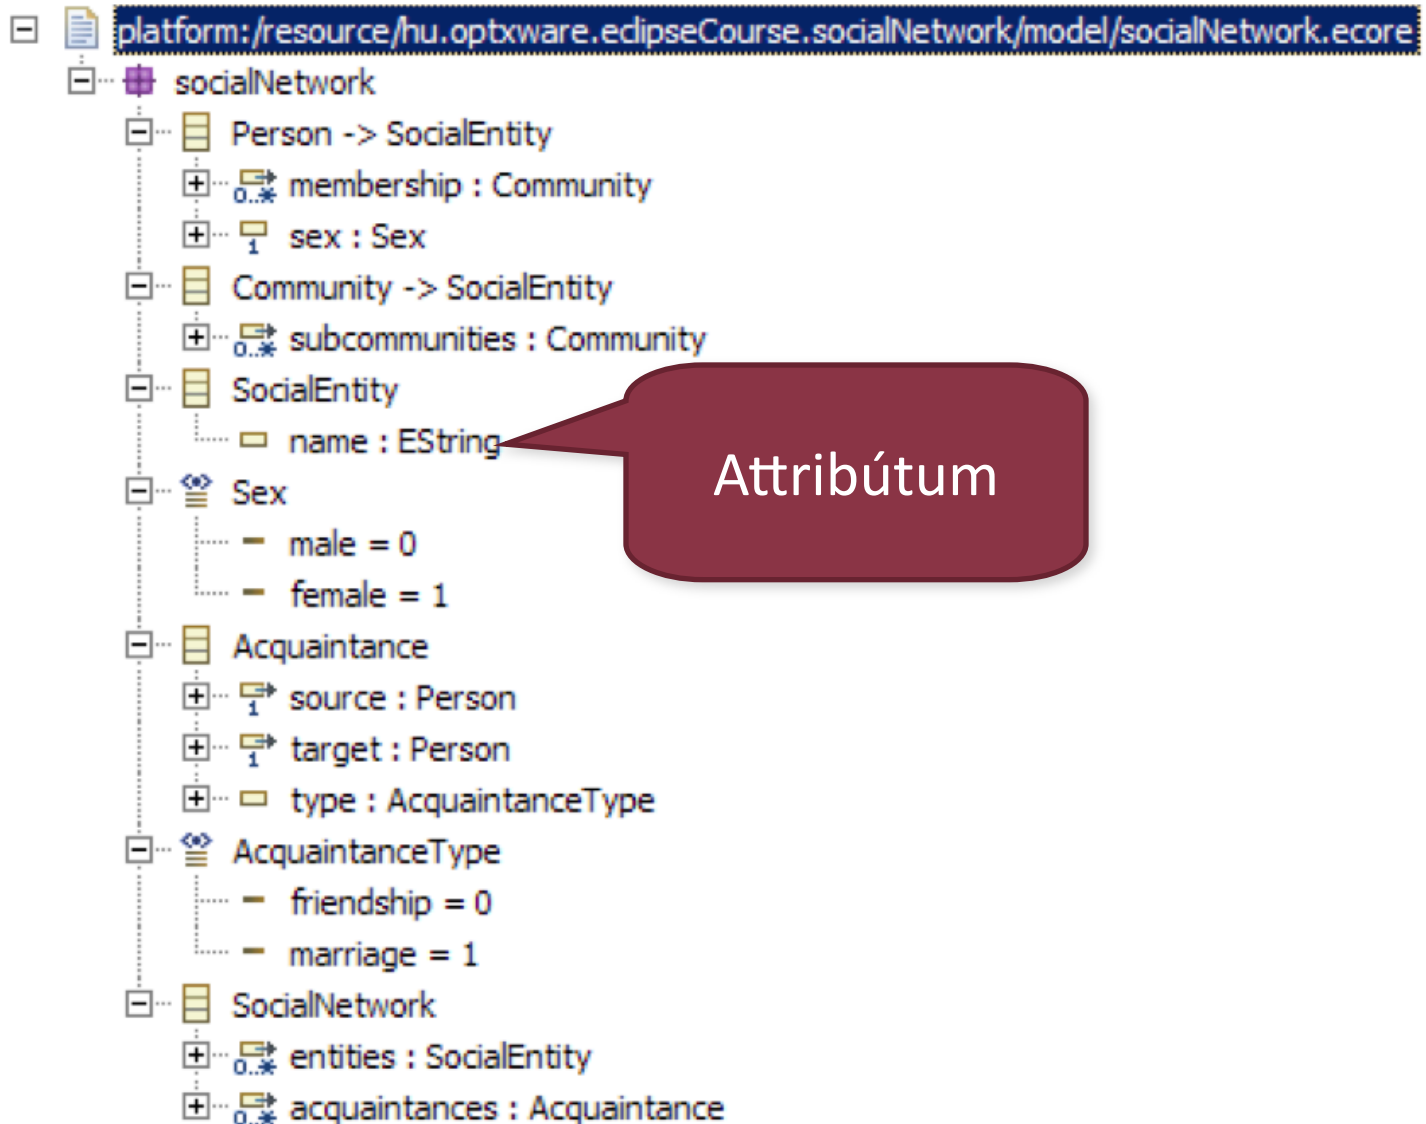 platform:/resource/hu.optxware.eclipseCourse.socialNetwork/model/socialNetwork.ecore
socialNetwork
Person -> SocialEntity
0..* membership : Community
1 sex : Sex
Community -> SocialEntity
0..* subcommunities : Community
SocialEntity
name : EString
Attribútum
Sex
male = 0
female = 1
Acquaintance
1 source : Person
1 target : Person
type : AcquaintanceType
AcquaintanceType
friendship = 0
marriage = 1
SocialNetwork
0..* entities : SocialEntity
0..* acquaintances : Acquaintance